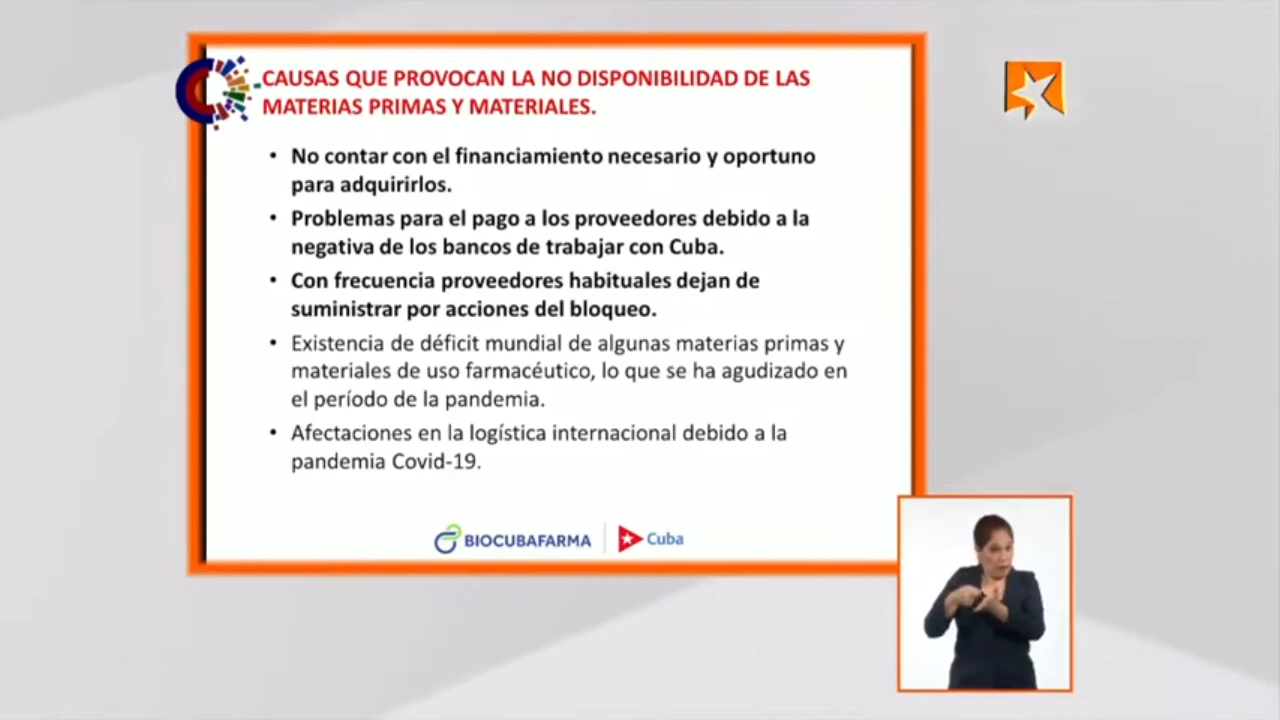 CAUSAS QUE PROVOCAN LA NO DISPONIBILIDAD DE LAS
MATERIAS PRIMAS Y MATERIALES.
• No contar con el financiamiento necesario y oportuno
para adquirirlos.
• Problemas para el pago a los proveedores debido a la
negativa de los bancos de trabajar con Cuba.
• Con frecuencia proveedores habituales dejan de
suministrar por acciones del bloqueo.
• Existencia de déficit mundial de algunas materias primas y
materiales de uso farmacéutico, lo que se ha agudizado en
el período de la pandemia.
• Afectaciones en la logística internacional debido a la
pandemia Covid-19.
BIOCUBAFARMA
Cuba